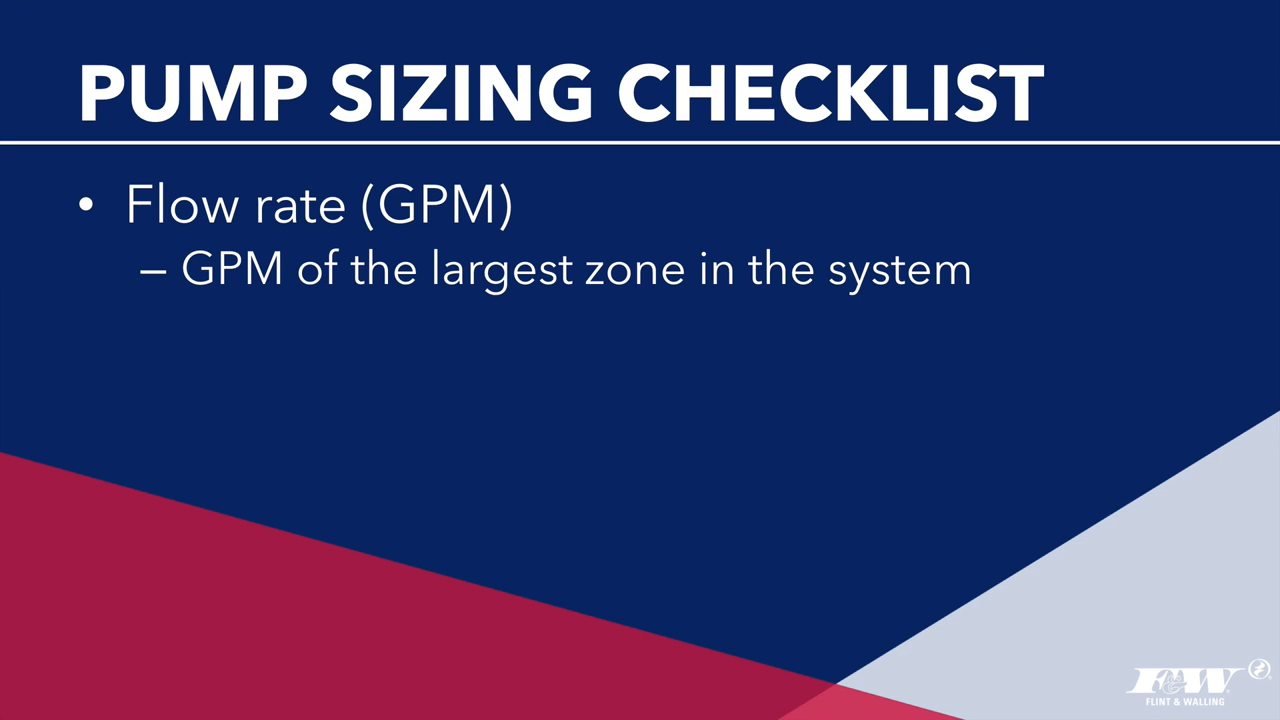 PUMP SIZING CHECKLIST
• Flow rate (GPM)
– GPM of the largest zone in the system
F&W
FLINT & WALLING